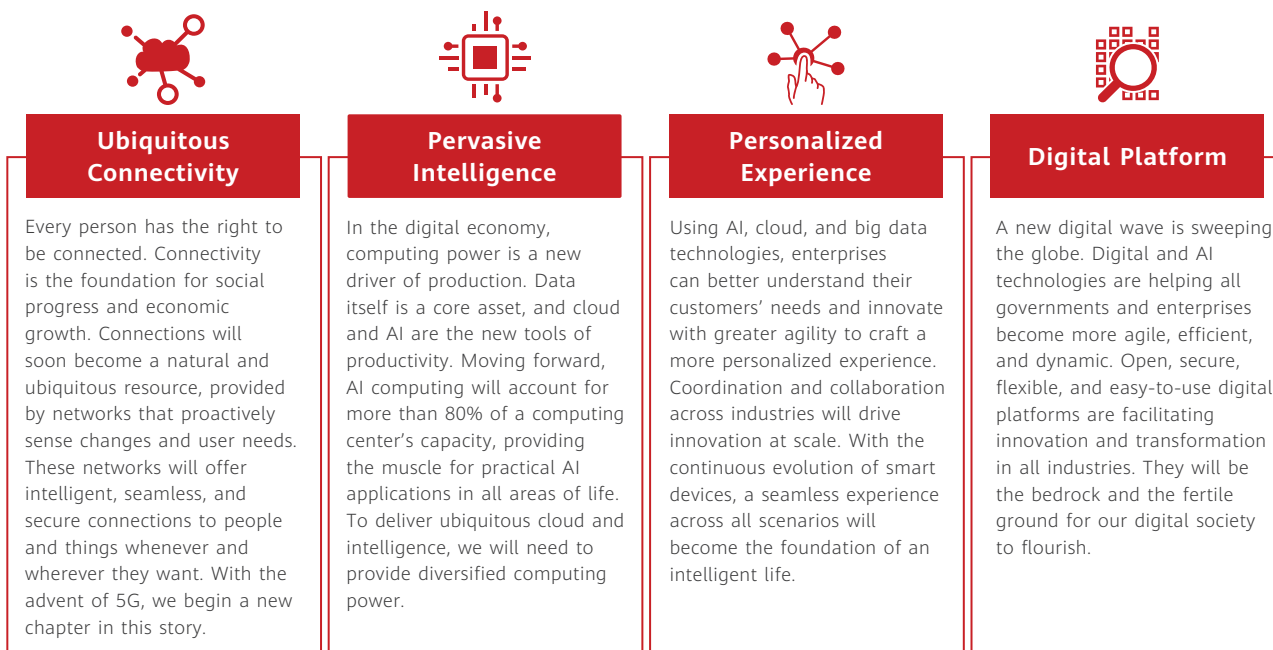 Ubiquitous
Connectivity
Every person has the right to
be connected. Connectivity
is the foundation for social
progress and economic
growth. Connections will
soon become a natural and
ubiquitous resource, provided
by networks that proactively
sense changes and user needs.
These networks will offer
intelligent, seamless, and
secure connections to people
and things whenever and
wherever they want. With the
advent of 5G, we begin a new
chapter in this story.
Pervasive
Intelligence
In the digital economy,
computing power is a new
driver of production. Data
itself is a core asset, and cloud
and AI are the new tools of
productivity. Moving forward,
AI computing will account for
more than 80% of a computing
center’s capacity, providing
the muscle for practical AI
applications in all areas of life.
To deliver ubiquitous cloud and
intelligence, we will need to
provide diversified computing
power.
Personalized
Experience
Using AI, cloud, and big data
technologies, enterprises
can better understand their
customers’ needs and innovate
with greater agility to craft a
more personalized experience.
Coordination and collaboration
across industries will drive
innovation at scale. With the
continuous evolution of smart
devices, a seamless experience
across all scenarios will
become the foundation of an
intelligent life.
Digital Platform
A new digital wave is sweeping
the globe. Digital and AI
technologies are helping all
governments and enterprises
become more agile, efficient,
and dynamic. Open, secure,
flexible, and easy-to-use digital
platforms are facilitating
innovation and transformation
in all industries. They will be
the bedrock and the fertile
ground for our digital society
to flourish.